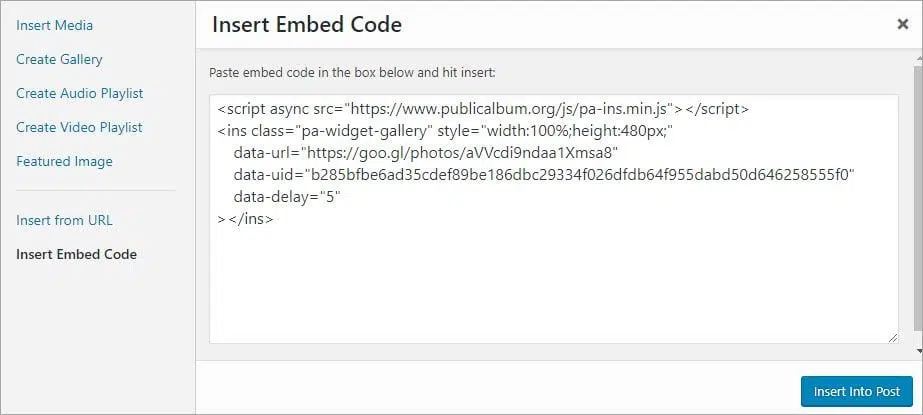 Insert Media
Create Gallery
Create Audio Playlist
Create Video Playlist
Featured Image
Insert from URL
Insert Embed Code
Insert Embed Code
Paste embed code in the box below and hit insert:
<script async src="https://www.publicalbum.org/js/pa-ins.min.js"></script>
<ins class="pa-widget-gallery" style="width:100%;height:480px;"
data-url="https://goo.gl/photos/aVVcdi9ndaa1Xmsa8"
data-uid="b285bfbe6ad35cdef89be186dbc29334f026dfdb64f955dabd50d646258555f0"
data-delay="5"
></ins>
Insert Into Post